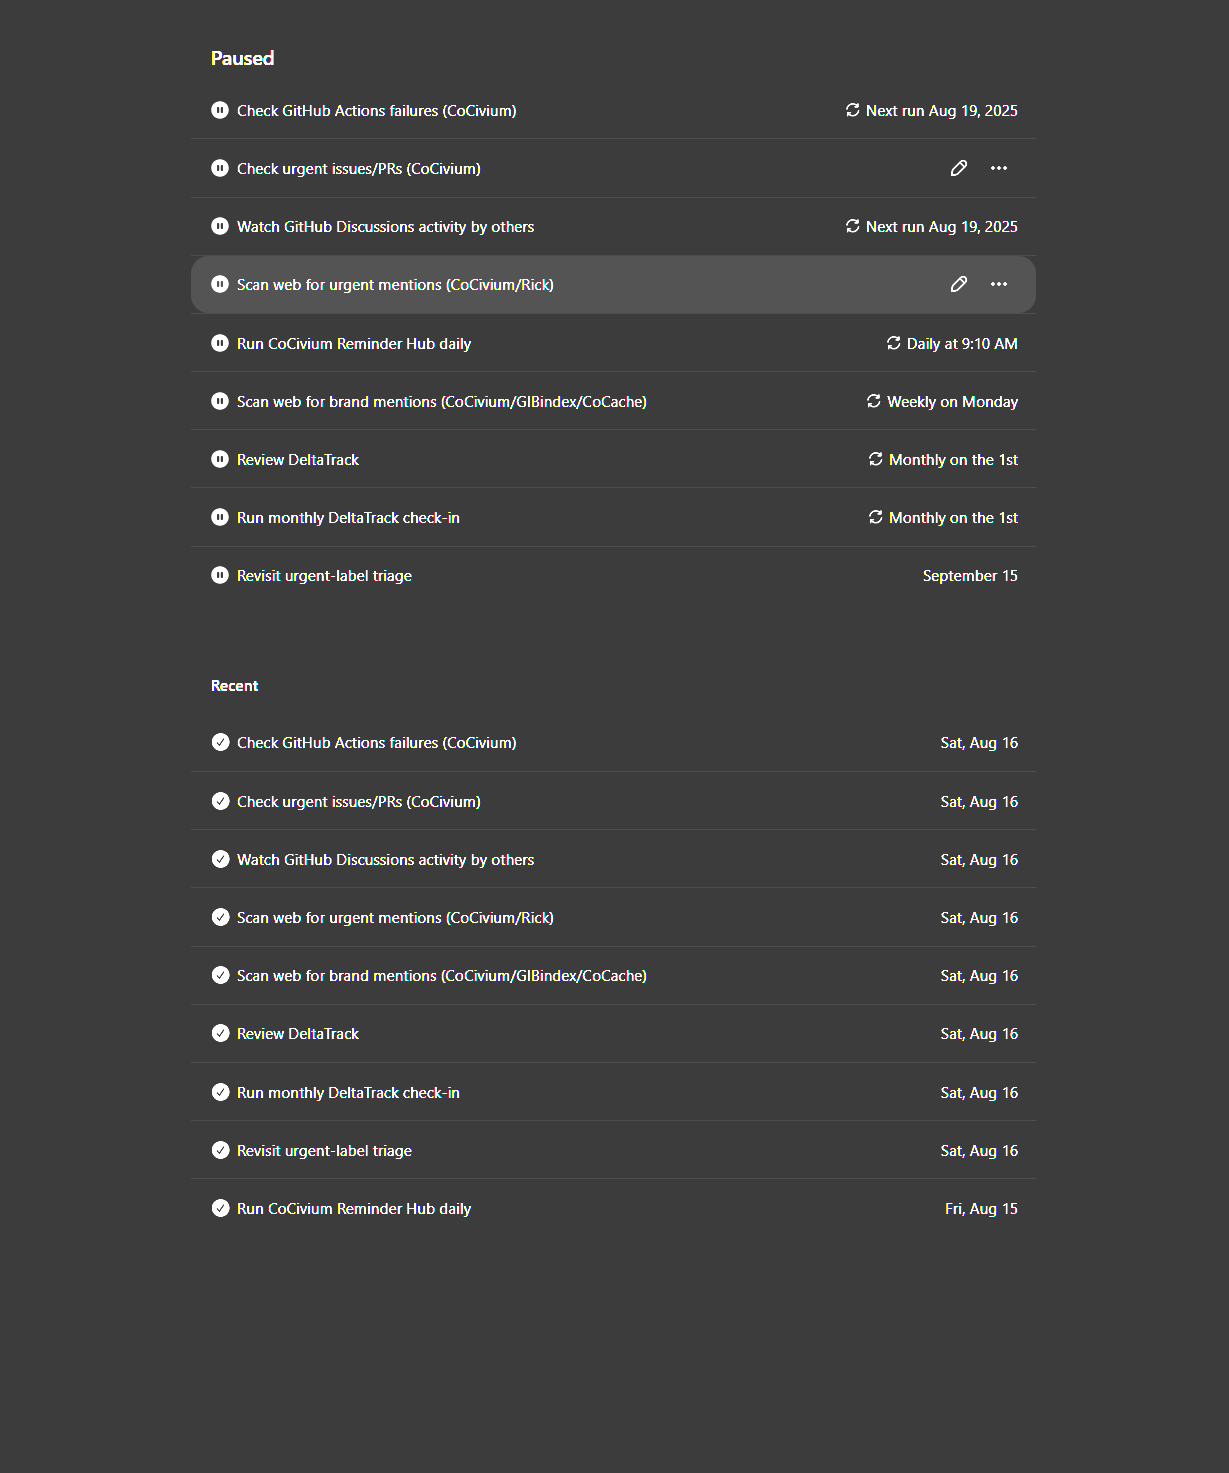 Paused
Check GitHub Actions failures (CoCivium) Next run Aug 19, 2025
Check urgent issues/PRs (CoCivium)
Watch GitHub Discussions activity by others Next run Aug 19, 2025
Scan web for urgent mentions (CoCivium/Rick)
Run CoCivium Reminder Hub daily Daily at 9:10 AM
Scan web for brand mentions (CoCivium/GIBindex/CoCache) Weekly on Monday
Review DeltaTrack Monthly on the 1st
Run monthly DeltaTrack check-in Monthly on the 1st
Revisit urgent-label triage September 15
Recent
Check GitHub Actions failures (CoCivium) Sat, Aug 16
Check urgent issues/PRs (CoCivium) Sat, Aug 16
Watch GitHub Discussions activity by others Sat, Aug 16
Scan web for urgent mentions (CoCivium/Rick) Sat, Aug 16
Scan web for brand mentions (CoCivium/GIBindex/CoCache) Sat, Aug 16
Review DeltaTrack Sat, Aug 16
Run monthly DeltaTrack check-in Sat, Aug 16
Revisit urgent-label triage Sat, Aug 16
Run CoCivium Reminder Hub daily Fri, Aug 15